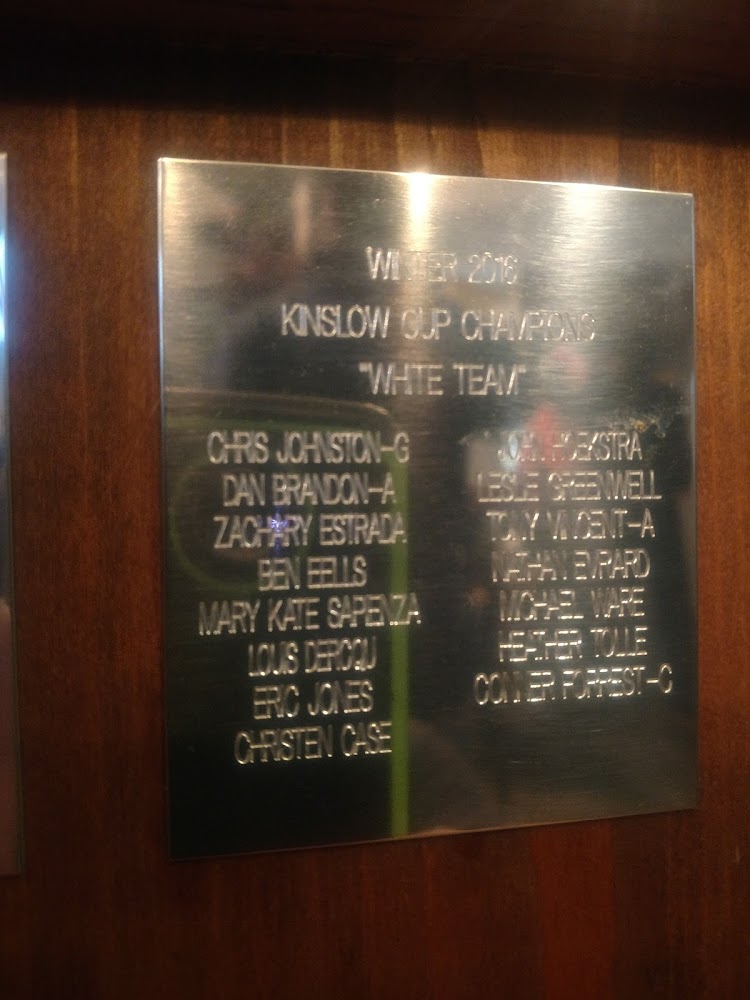 WINTER 2016
KINSLOW CUP CHAMPIONS
"WHITE TEAM"
CHRIS JOHNSTON-G
DAN BRANDON-A
ZACHARY ESTRADA
BEN EELLS
MARY KATE SAPIENZA
LOUIS DERCQU
ERIC JONES
CHRISTEN CASE
JOHN HOEKSTRA
LESLIE GREENWELL
TONY VINCENT-A
NATHAN EVRARD
MICHAEL WARE
HEATHER TOLLE
CONNER FORREST-C